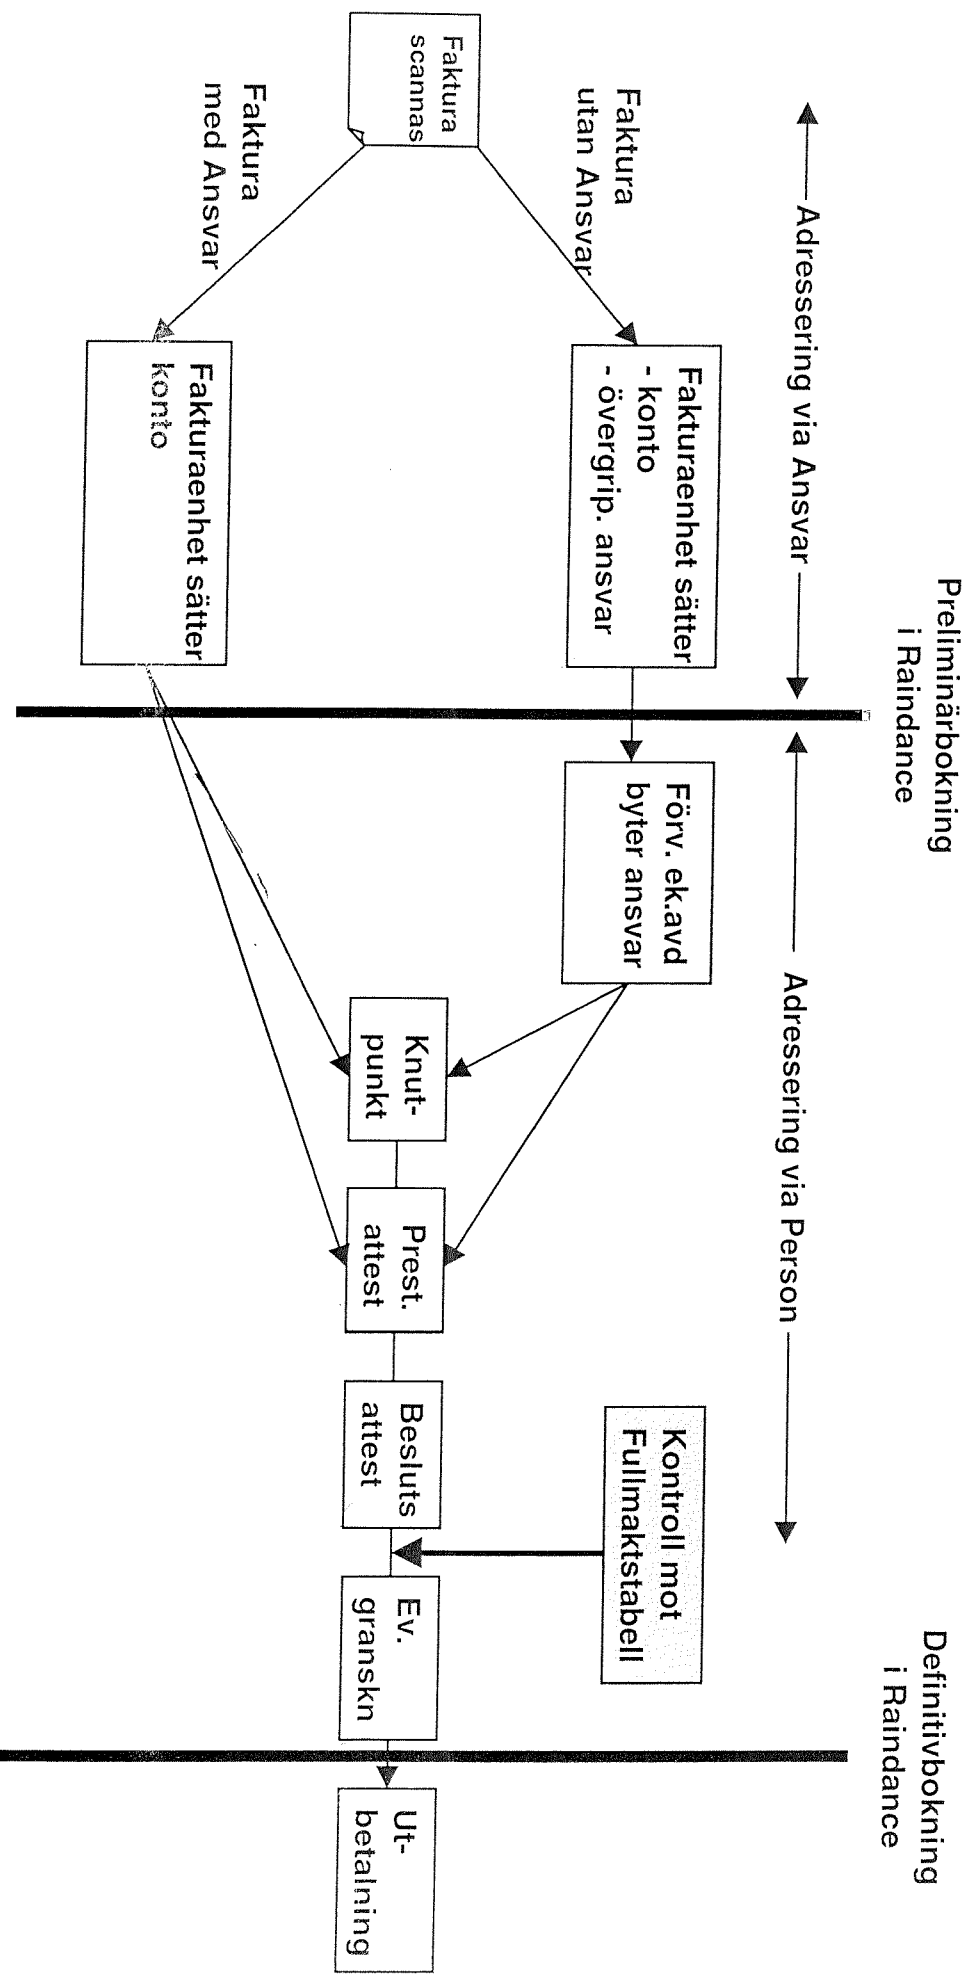 Preliminärbokning
i Raindance
Definitivbokning
i Raindance
Adressering via Ansvar
Adressering via Person
Faktura
utan Ansvar
Fakturaenhet sätter
- konto
- övergrip. ansvar
Förv. ek.avd
byter ansvar
Kontroll mot
Fullmaktstabell
Faktura
scannas
Knut-
punkt
Prest.
attest
Besluts
attest
Ev.
granskn
Ut-
betalning
Faktura
med Ansvar
Fakturaenhet sätter
konto